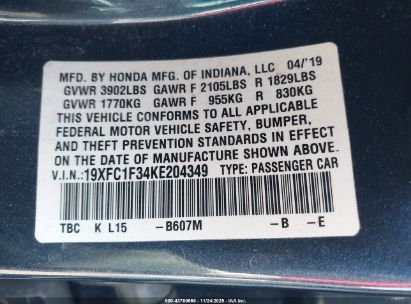 MFD. BY HONDA MFG. OF INDIANA, LLC 04/'19
GVWR 3902LBS GAWR F 2105LBS R 1829LBS
GVWR 1770KG GAWR F 955KG R 830KG
THIS VEHICLE CONFORMS TO ALL APPLICABLE
FEDERAL MOTOR VEHICLE SAFETY, BUMPER,
AND THEFT PREVENTION STANDARDS IN EFFECT
ON THE DATE OF MANUFACTURE SHOWN ABOVE.
V.I.N.:19XFC1F34KE204349 TYPE: PASSENGER CAR
TBC K L15 -B607M -B -E